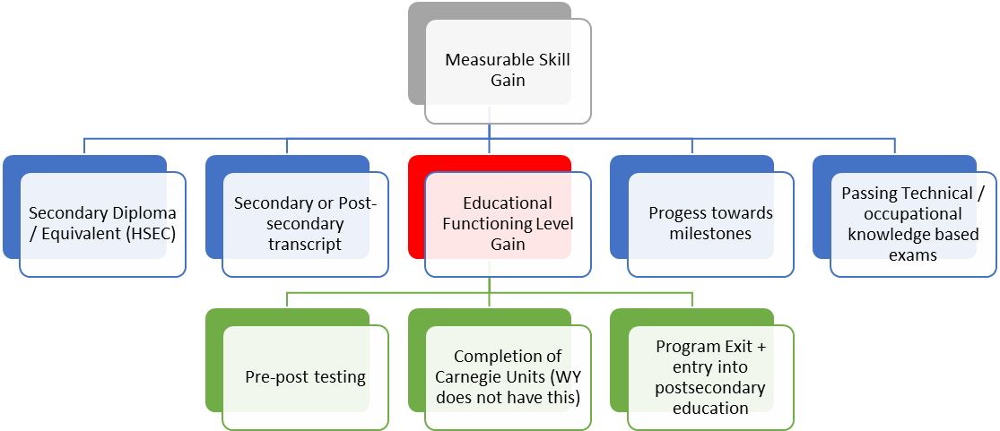 Measurable Skill
Gain
Secondary Diploma
/ Equivalent (HSEC)
Secondary or Post-
secondary
transcript
Educational
Functioning Level
Gain
Progess towards
milestones
Passing Technical /
occupational
knowledge based
exams
Pre-post testing
Completion of
Carnegie Units (WY
does not have this)
Program Exit +
entry into
postsecondary
education